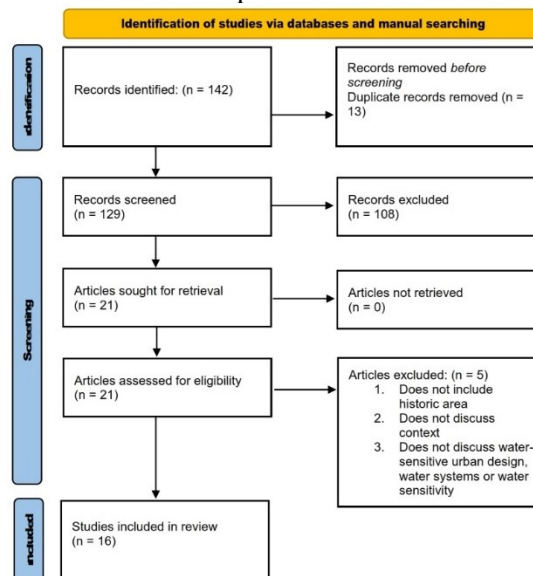 Identification of studies via databases and manual searching
Identification
Records identified: (n = 142)
Records removed before
screening
Duplicate records removed (n =
13)
Screening
Records screened
(n = 129)
Records excluded
(n = 108)
Articles sought for retrieval
(n = 21)
Articles not retrieved
(n = 0)
Articles assessed for eligibility
(n = 21)
Articles excluded: (n = 5)
1. Does not include
historic area
2. Does not discuss
context
3. Does not discuss water-
sensitive urban design,
water systems or water
sensitivity
Included
Studies included in review
(n = 16)